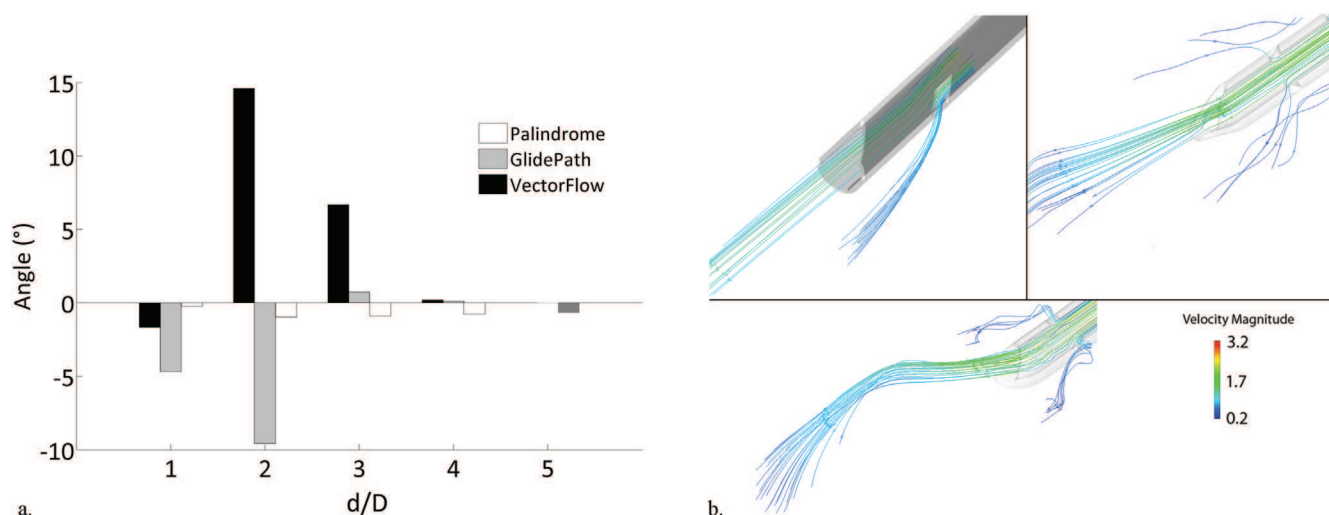 15
10
5
0
-5
-10
Angle (°)
Palindrome
GlidePath
VectorFlow
1 2 3 4 5
d/D
a.
Velocity Magnitude
3.2
1.7
0.2
b.